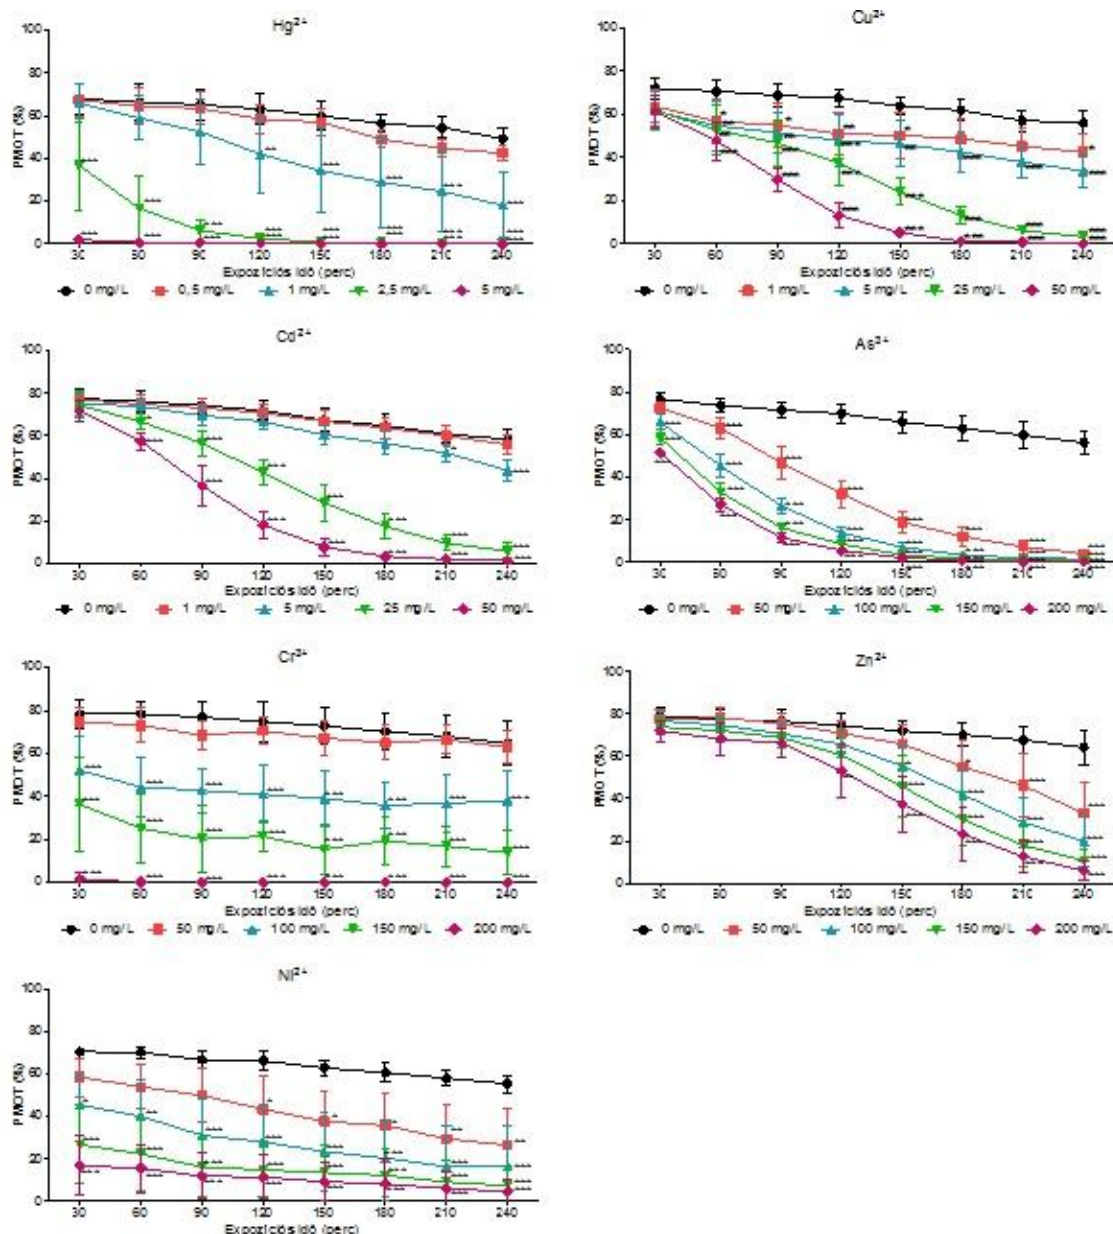 Hg²⁺
PMOT (%)
100
80
60
40
20
0
30 60 90 120 150 180 210 240
Expozíciós idő (perc)
0 mg/L 0,5 mg/L 1 mg/L 2,5 mg/L 5 mg/L
Cu²⁺
PMOT (%)
100
80
60
40
20
0
30 60 90 120 150 180 210 240
Expozíciós idő (perc)
0 mg/L 1 mg/L 5 mg/L 25 mg/L 50 mg/L
Cd²⁺
PMOT (%)
100
80
60
40
20
0
30 60 90 120 150 180 210 240
Expozíciós idő (perc)
0 mg/L 1 mg/L 5 mg/L 25 mg/L 50 mg/L
As³⁺
PMOT (%)
100
80
60
40
20
0
30 60 90 120 150 180 210 240
Expozíciós idő (perc)
0 mg/L 50 mg/L 100 mg/L 150 mg/L 200 mg/L
Cr³⁺
PMOT (%)
100
80
60
40
20
0
30 60 90 120 150 180 210 240
Expozíciós idő (perc)
0 mg/L 50 mg/L 100 mg/L 150 mg/L 200 mg/L
Zn²⁺
PMOT (%)
100
80
60
40
20
0
30 60 90 120 150 180 210 240
Expozíciós idő (perc)
0 mg/L 50 mg/L 100 mg/L 150 mg/L 200 mg/L
Ni²⁺
PMOT (%)
100
80
60
40
20
0
30 60 90 120 150 180 210 240
Expozíciós idő (perc)
0 mg/L 50 mg/L 100 mg/L 150 mg/L 200 mg/L